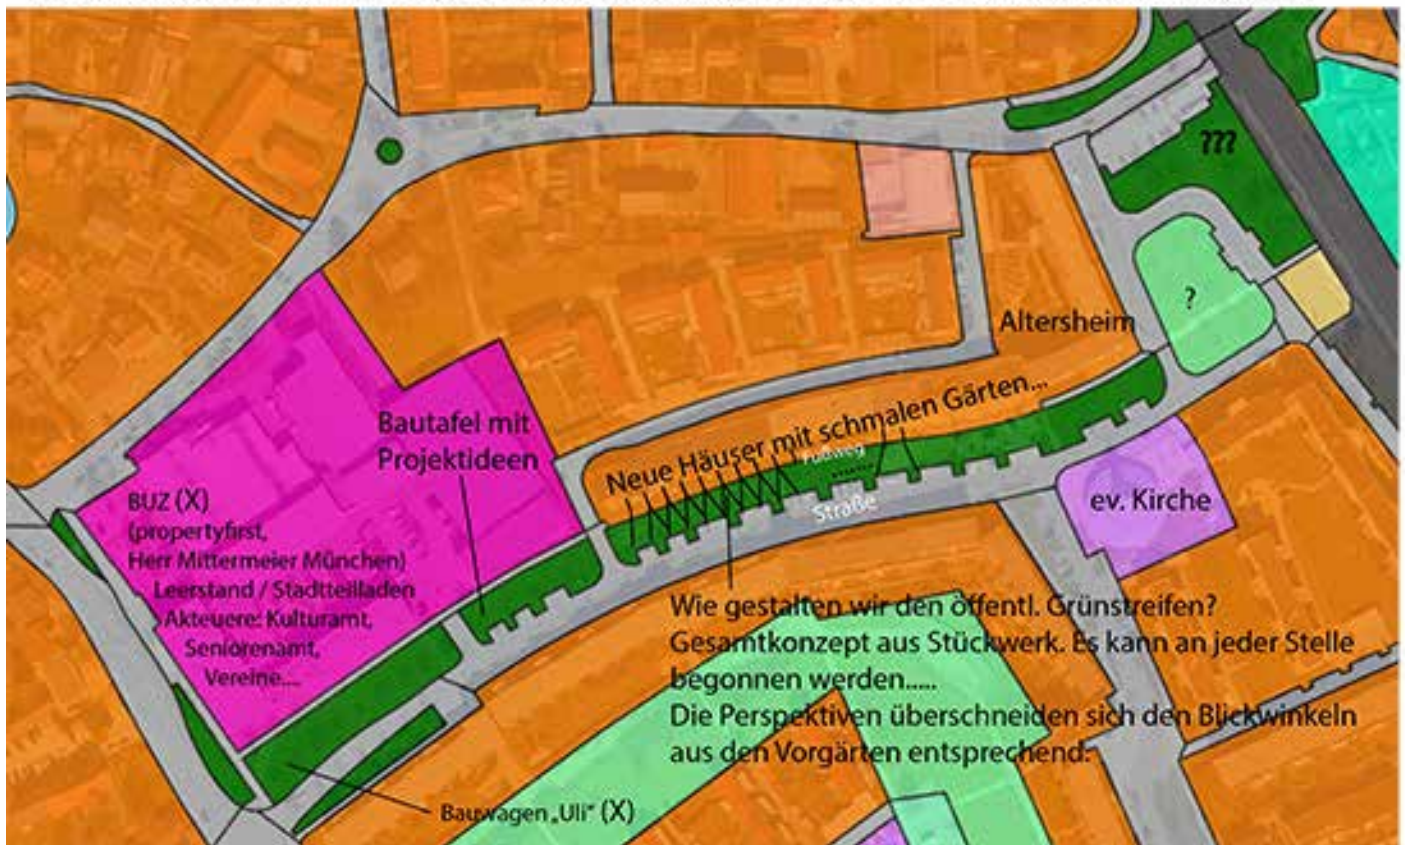 ???
?
Altersheim
Bautafel mit
Projektideen
Neue Häuser mit schmalen Gärten...
Fußweg
Straße
ev. Kirche
BUZ (X)
(propertyfirst,
Herr Mittermeier München)
Leerstand / Stadtteilladen
Akteuere: Kulturamt,
Seniorenamt,
Vereine....
Wie gestalten wir den öffentl. Grünstreifen?
Gesamtkonzept aus Stückwerk. Es kann an jeder Stelle
begonnen werden.....
Die Perspektiven überschneiden sich den Blickwinkeln
aus den Vorgärten entsprechend.
Bauwagen „Uli" (X)